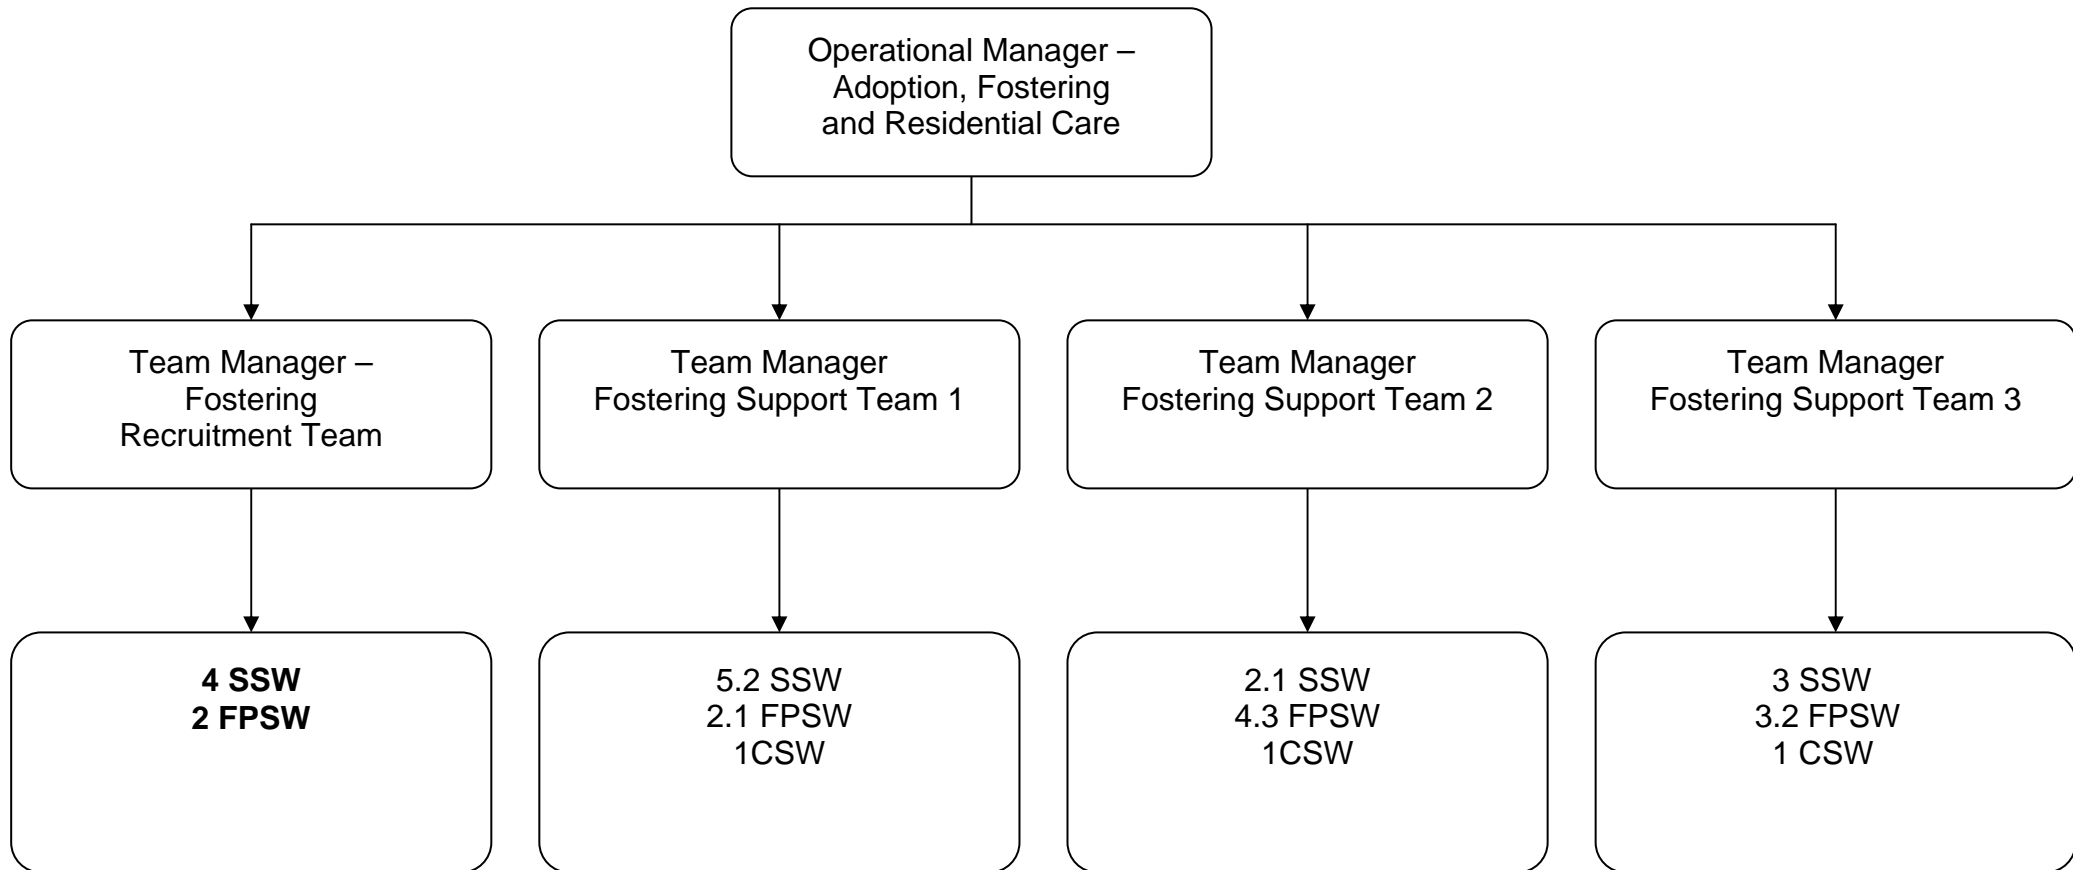 Operational Manager –
Adoption, Fostering
and Residential Care
Team Manager –
Fostering
Recruitment Team
Team Manager
Fostering Support Team 1
Team Manager
Fostering Support Team 2
Team Manager
Fostering Support Team 3
4 SSW
2 FPSW
5.2 SSW
2.1 FPSW
1CSW
2.1 SSW
4.3 FPSW
1CSW
3 SSW
3.2 FPSW
1 CSW